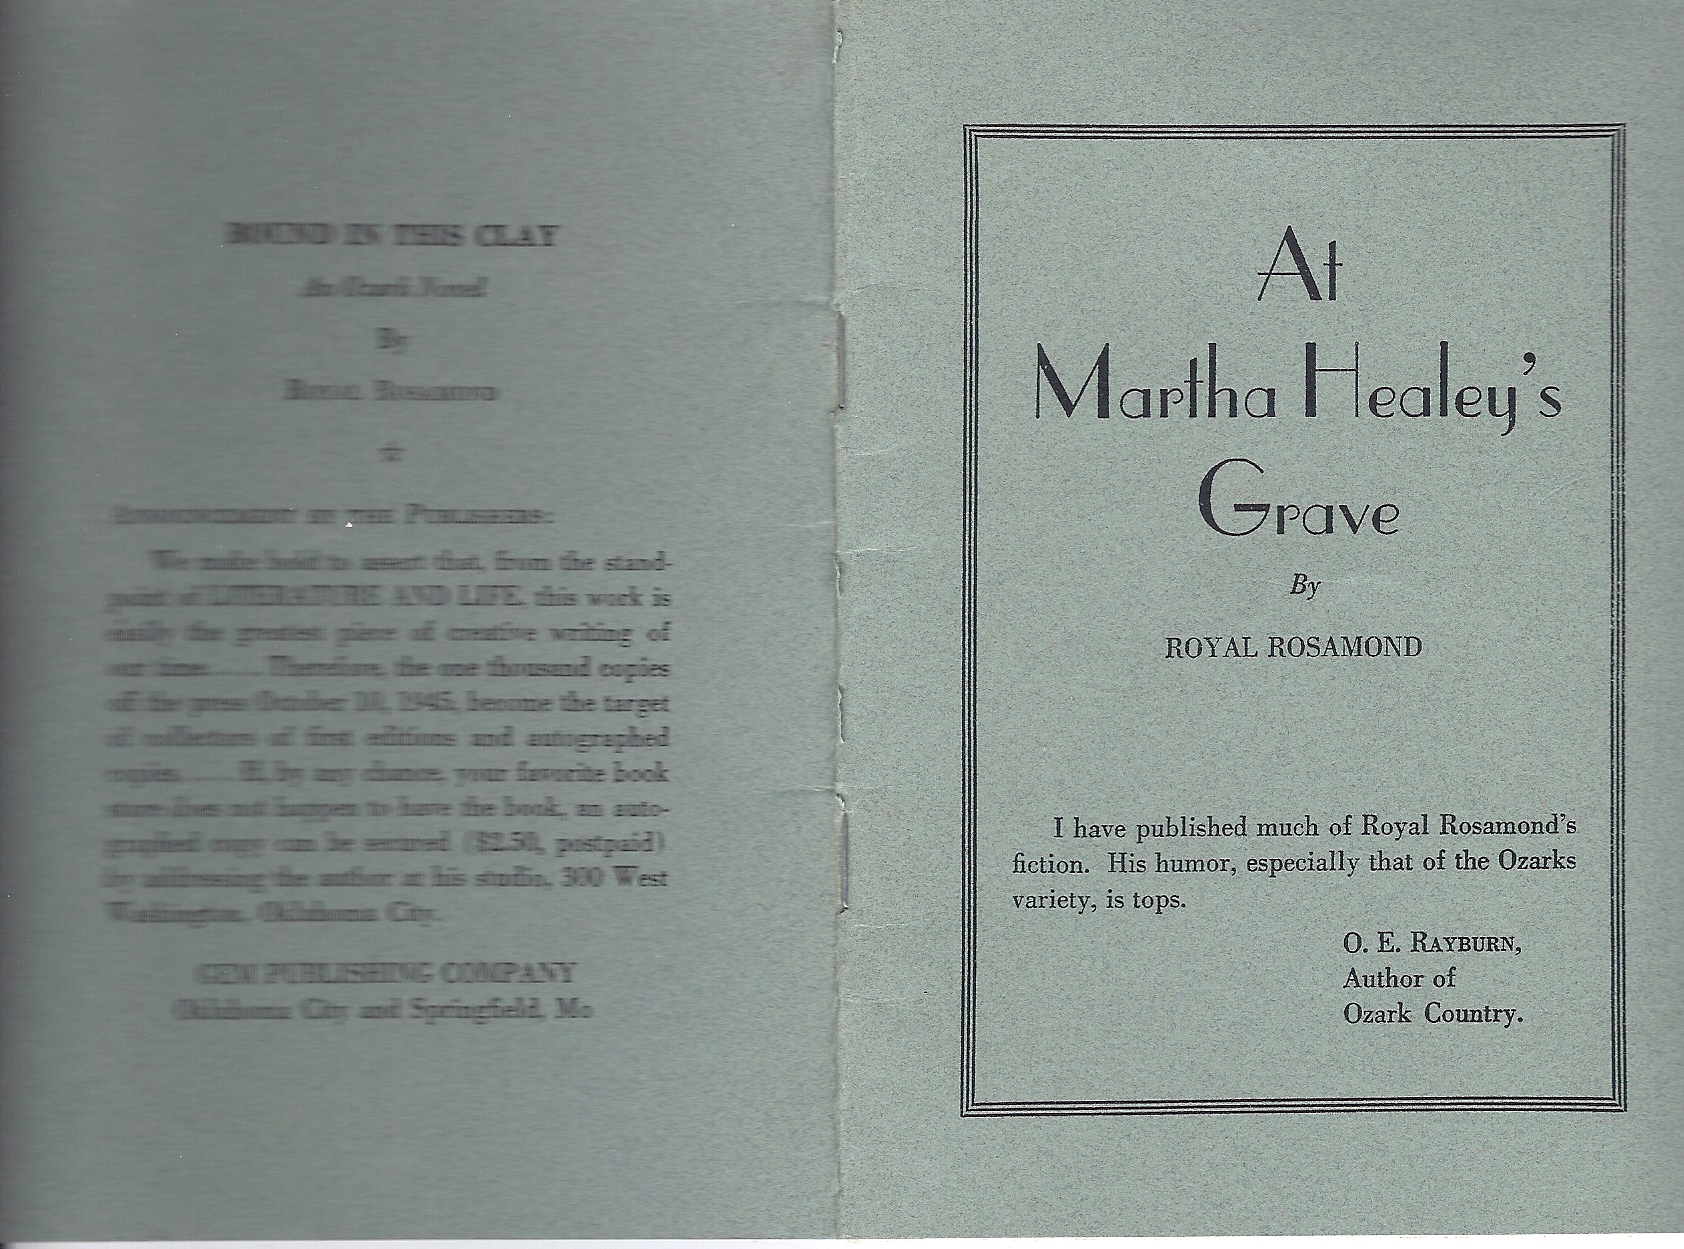 BOUND IN THIS CLAY
An Ozark Novel
By
ROYAL ROSAMOND
ANNOUNCEMENT BY THE PUBLISHERS:
We make bold to assert that, from the stand-
point of LITERATURE AND LIFE, this work is
easily the greatest piece of creative writing of
our time..... Therefore, the one thousand copies
off the press October 10, 1945, become the target
of collectors of first editions and autographed
copies..... If, by any chance, your favorite book
store does not happen to have the book, an auto-
graphed copy can be secured ($2.50, postpaid)
by addressing the author at his studio, 300 West
Washington, Oklahoma City.
GEM PUBLISHING COMPANY
Oklahoma City and Springfield, Mo
At
Martha Healey's
Grave
By
ROYAL ROSAMOND
I have published much of Royal Rosamond's
fiction. His humor, especially that of the Ozarks
variety, is tops.
O. E. RAYBURN,
Author of
Ozark Country.